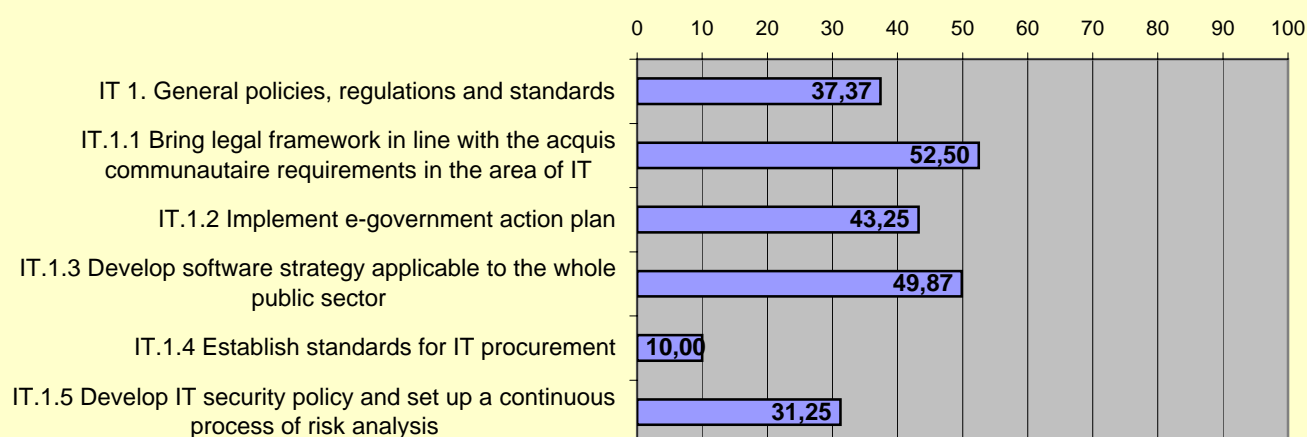 0 10 20 30 40 50 60 70 80 90 100
IT 1. General policies, regulations and standards
37,37
IT.1.1 Bring legal framework in line with the acquis
communautaire requirements in the area of IT
52,50
IT.1.2 Implement e-government action plan
43,25
IT.1.3 Develop software strategy applicable to the whole
public sector
49,87
IT.1.4 Establish standards for IT procurement
10,00
IT.1.5 Develop IT security policy and set up a continuous
process of risk analysis
31,25